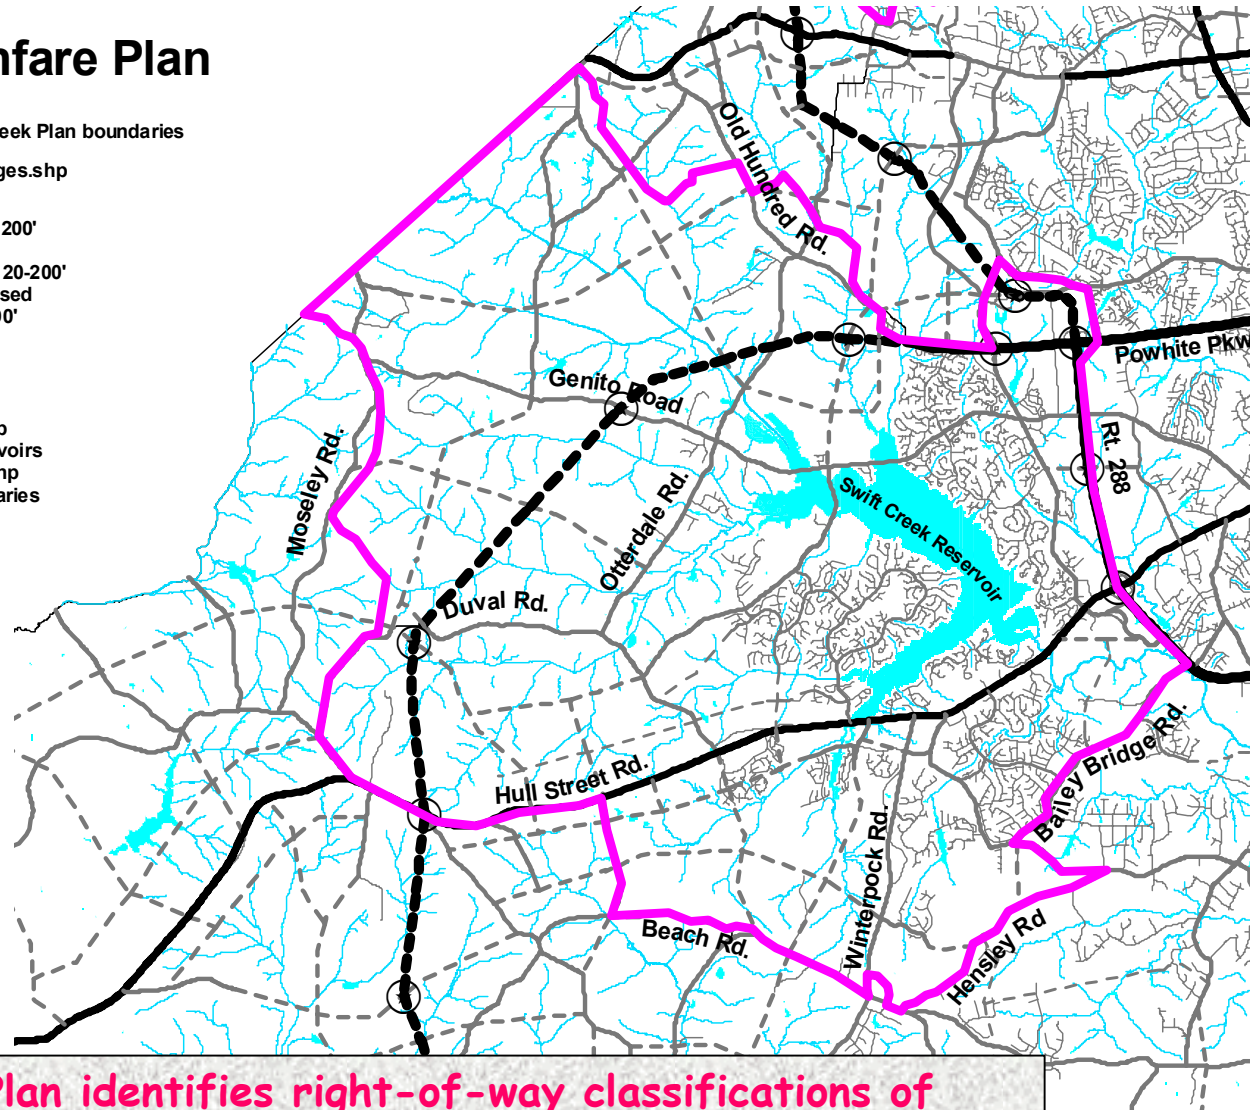 nfare Plan
eek Plan boundaries
ges.shp
200'
20-200'
sed
00'
p
voirs
mp
aries
Old Hundred Rd.
Powhite Pkw
Genito Road
Rt. 288
Moseley Rd.
Otterdale Rd.
Swift Creek Reservoir
Duval Rd.
Hull Street Rd.
Bailey Bridge Rd.
Winterpock Rd.
Beach Rd.
Hensley Rd
Plan identifies right-of-way classifications of